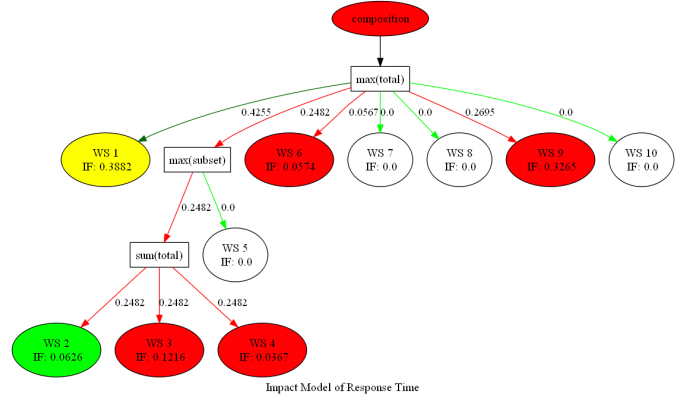 composition
max(total)
0.4255
0.2482
0.0567
0.0
0.0
0.2695
0.0
WS 1
IF: 0.3882
max(subset)
WS 6
IF: 0.0574
WS 7
IF: 0.0
WS 8
IF: 0.0
WS 9
IF: 0.3265
WS 10
IF: 0.0
0.2482
0.0
sum(total)
WS 5
IF: 0.0
0.2482
0.2482
0.2482
WS 2
IF: 0.0626
WS 3
IF: 0.1216
WS 4
IF: 0.0367
Impact Model of Response Time